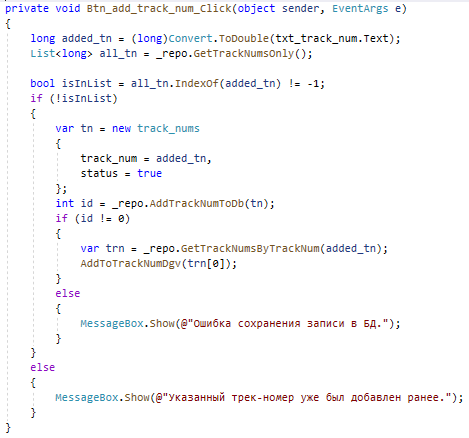 private void Btn_add_track_num_Click(object sender, EventArgs e)
{
    long added_tn = (long)Convert.ToDouble(txt_track_num.Text);
    List<long> all_tn = _repo.GetTrackNumsOnly();

    bool isInList = all_tn.IndexOf(added_tn) != -1;
    if (!isInList)
    {
        var tn = new track_nums
        {
            track_num = added_tn,
            status = true
        };
        int id = _repo.AddTrackNumToDb(tn);
        if (id != 0)
        {
            var trn = _repo.GetTrackNumsByTrackNum(added_tn);
            AddToTrackNumDgv(trn[0]);
        }
        else
        {
            MessageBox.Show(@"Ошибка сохранения записи в БД.");
        }
    }
    else
    {
        MessageBox.Show(@"Указанный трек-номер уже был добавлен ранее.");
    }
}